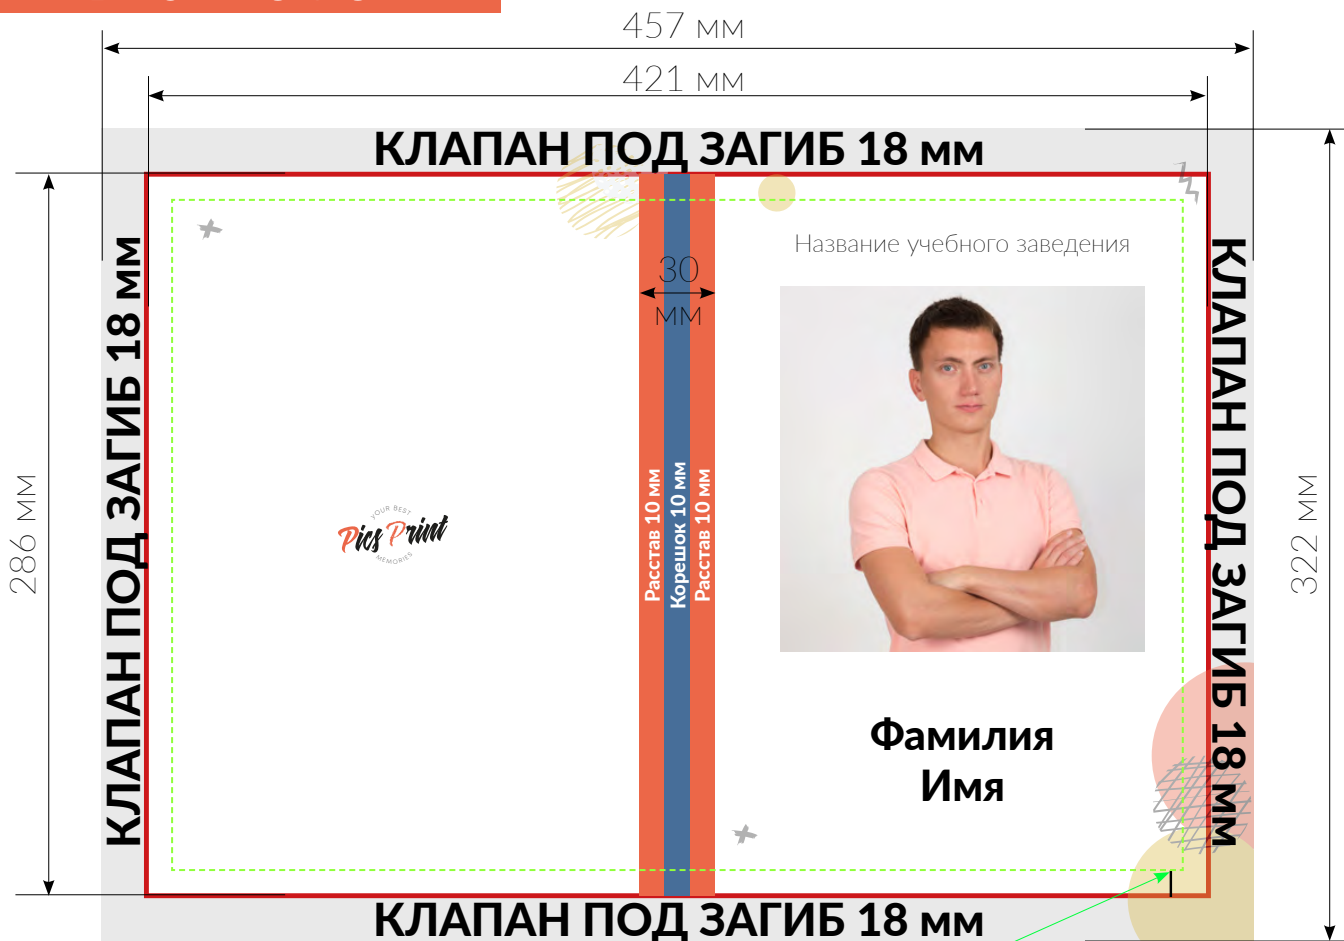 457 мм
421 мм
КЛАПАН ПОД ЗАГИБ 18 мм
КЛАПАН ПОД ЗАГИБ 18 мм
286 мм
YOUR BEST
Pics Print
MEMORIES
30
мм
Расстав 10 мм
Корешок 10 мм
Расстав 10 мм
Название учебного заведения
Фамилия
Имя
КЛАПАН ПОД ЗАГИБ 18 мм
322 мм
КЛАПАН ПОД ЗАГИБ 18 мм